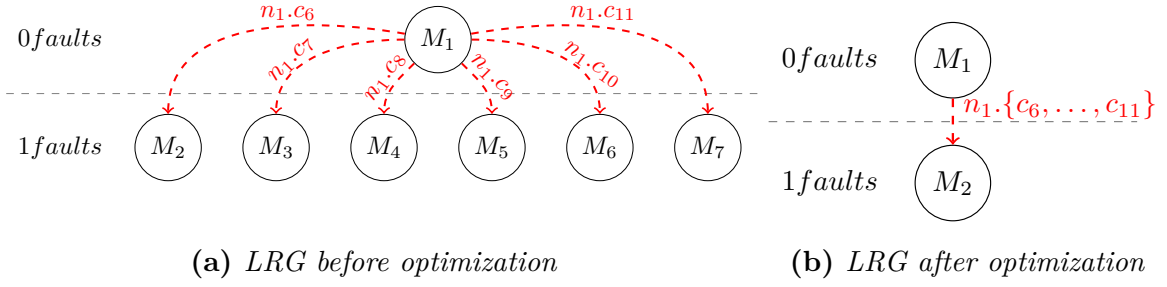 0faults
M₁
n₁.c₆
n₁.c₇
n₁.c₈
n₁.c₉
n₁.c₁₀
n₁.c₁₁
1faults
M₂ M₃ M₄ M₅ M₆ M₇
(a) LRG before optimization
0faults
M₁
n₁.{c₆, . . . , c₁₁}
1faults
M₂
(b) LRG after optimization